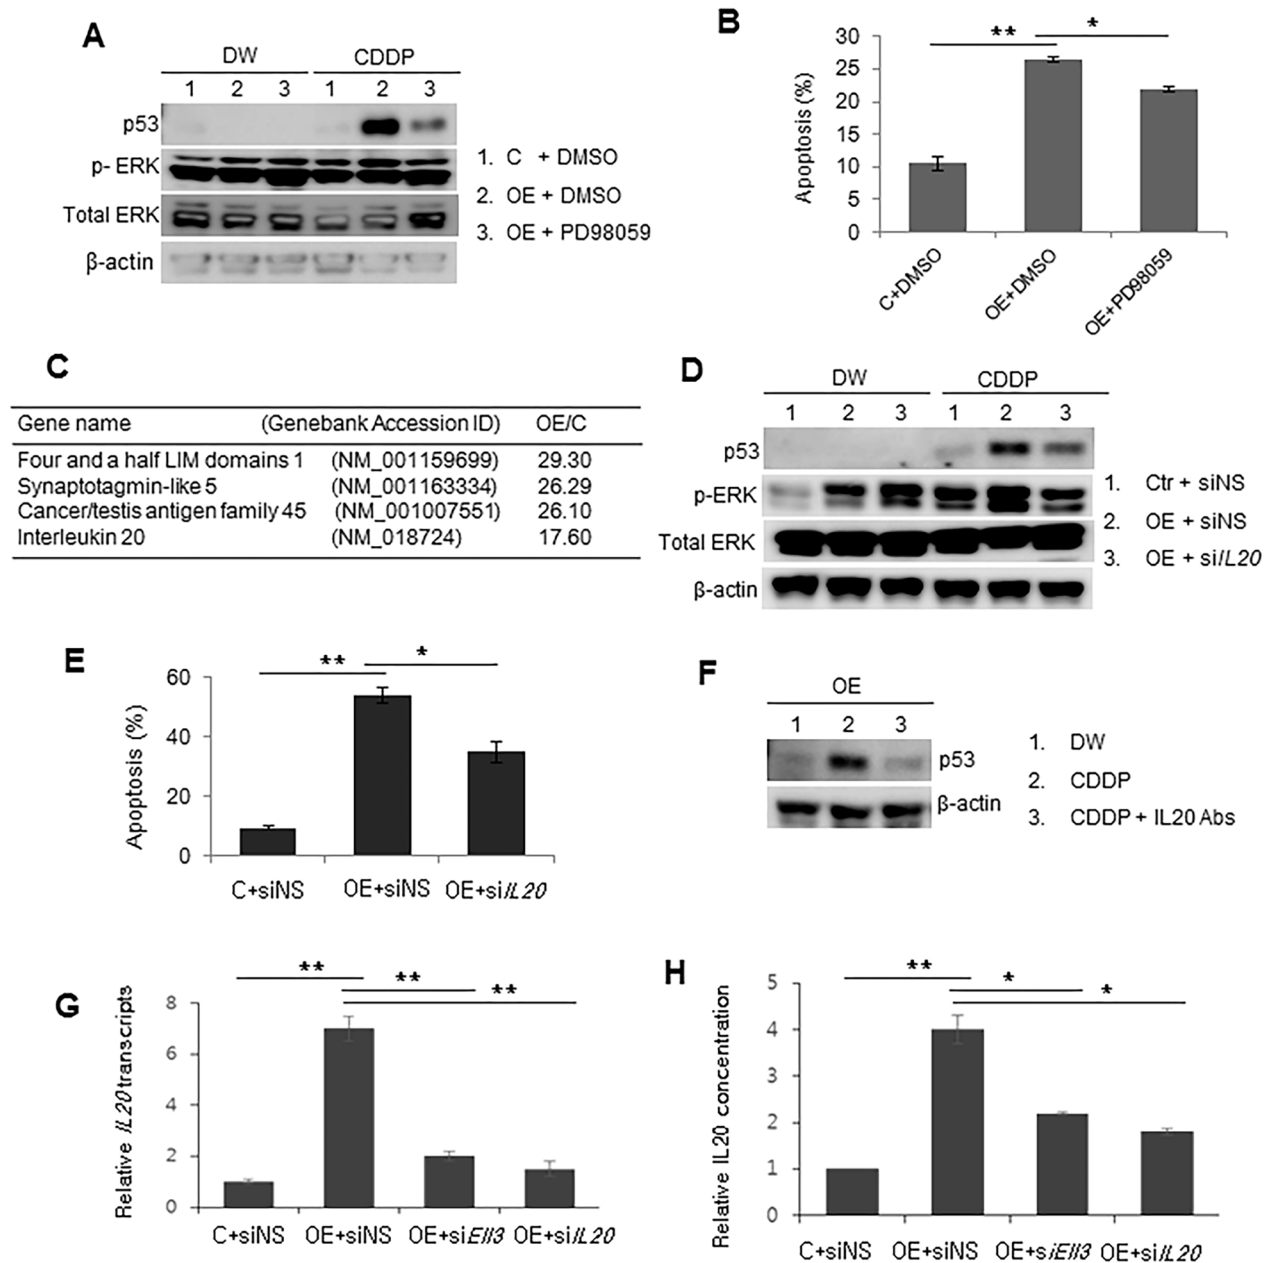 A
DW CDDP
1 2 3 1 2 3
p53
p- ERK
Total ERK
β-actin
1. C + DMSO
2. OE + DMSO
3. OE + PD98059
B
** *
Apoptosis (%)
30
25
20
15
10
5
0
C+DMSO
OE+DMSO
OE+PD98059
C
Gene name (Genebank Accession ID) OE/C
Four and a half LIM domains 1 (NM_001159699) 29.30
Synaptotagmin-like 5 (NM_001163334) 26.29
Cancer/testis antigen family 45 (NM_001007551) 26.10
Interleukin 20 (NM_018724) 17.60
D
DW CDDP
1 2 3 1 2 3
p53
p-ERK
Total ERK
β-actin
1. Ctr + siNS
2. OE + siNS
3. OE + siIL20
E
** *
Apoptosis (%)
60
40
20
0
C+siNS OE+siNS OE+siIL20
F
OE
1 2 3
p53
β-actin
1. DW
2. CDDP
3. CDDP + IL20 Abs
G
** ** **
Relative IL20 transcripts
8
6
4
2
0
C+siNS OE+siNS OE+siEll3 OE+siIL20
H
** * *
Relative IL20 concentration
5
4
3
2
1
0
C+siNS OE+siNS OE+siEll3 OE+siIL20